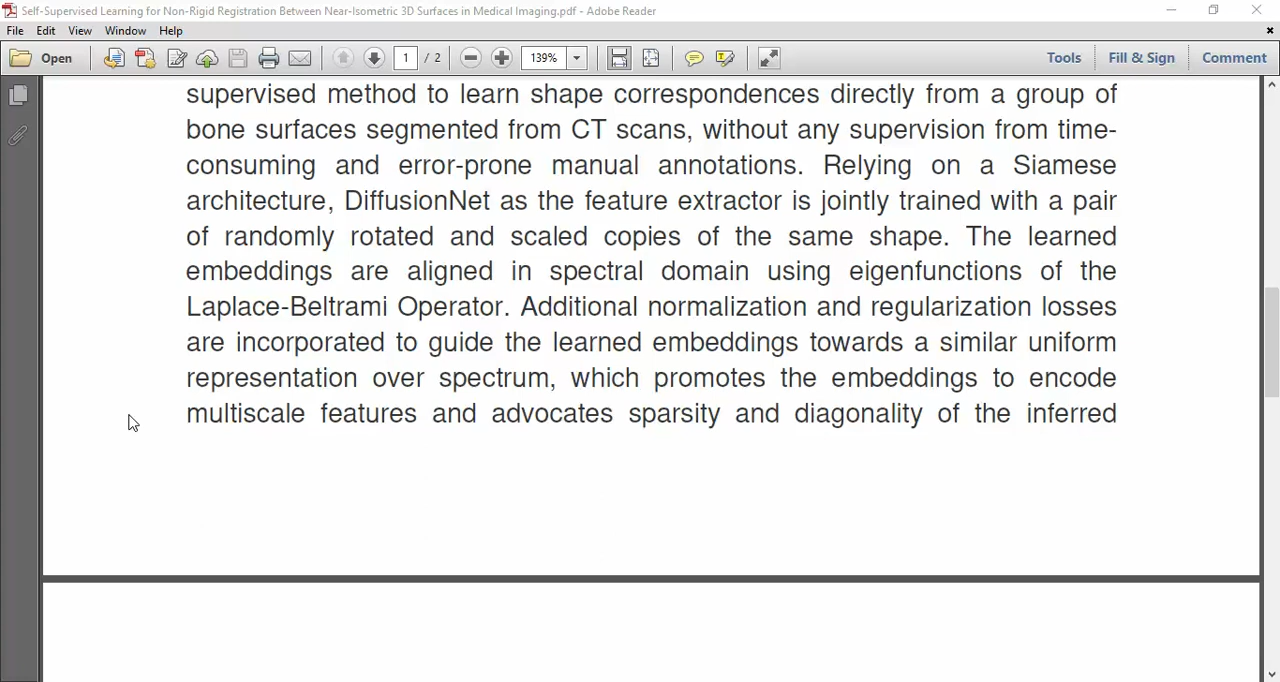 Self-Supervised Learning for Non-Rigid Registration Between Near-Isometric 3D Surfaces in Medical Imaging.pdf - Adobe Reader
File Edit View Window Help
Open 1 / 2 139% Tools Fill & Sign Comment
supervised method to learn shape correspondences directly from a group of
bone surfaces segmented from CT scans, without any supervision from time-
consuming and error-prone manual annotations. Relying on a Siamese
architecture, DiffusionNet as the feature extractor is jointly trained with a pair
of randomly rotated and scaled copies of the same shape. The learned
embeddings are aligned in spectral domain using eigenfunctions of the
Laplace-Beltrami Operator. Additional normalization and regularization losses
are incorporated to guide the learned embeddings towards a similar uniform
representation over spectrum, which promotes the embeddings to encode
multiscale features and advocates sparsity and diagonality of the inferred